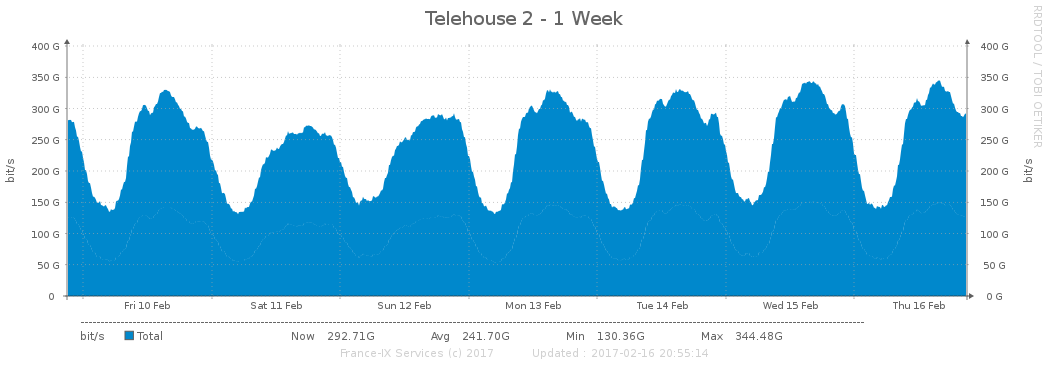 Telehouse 2 - 1 Week
RRDTOOL / TOBI OETIKER
400 G 400 G
350 G 350 G
300 G 300 G
250 G 250 G
200 G 200 G
150 G 150 G
100 G 100 G
50 G 50 G
0 0 G
bit/s bit/s
Fri 10 Feb Sat 11 Feb Sun 12 Feb Mon 13 Feb Tue 14 Feb Wed 15 Feb Thu 16 Feb
bit/s Total Now 292.71G Avg 241.70G Min 130.36G Max 344.48G
France-IX Services (c) 2017 Updated : 2017-02-16 20:55:14